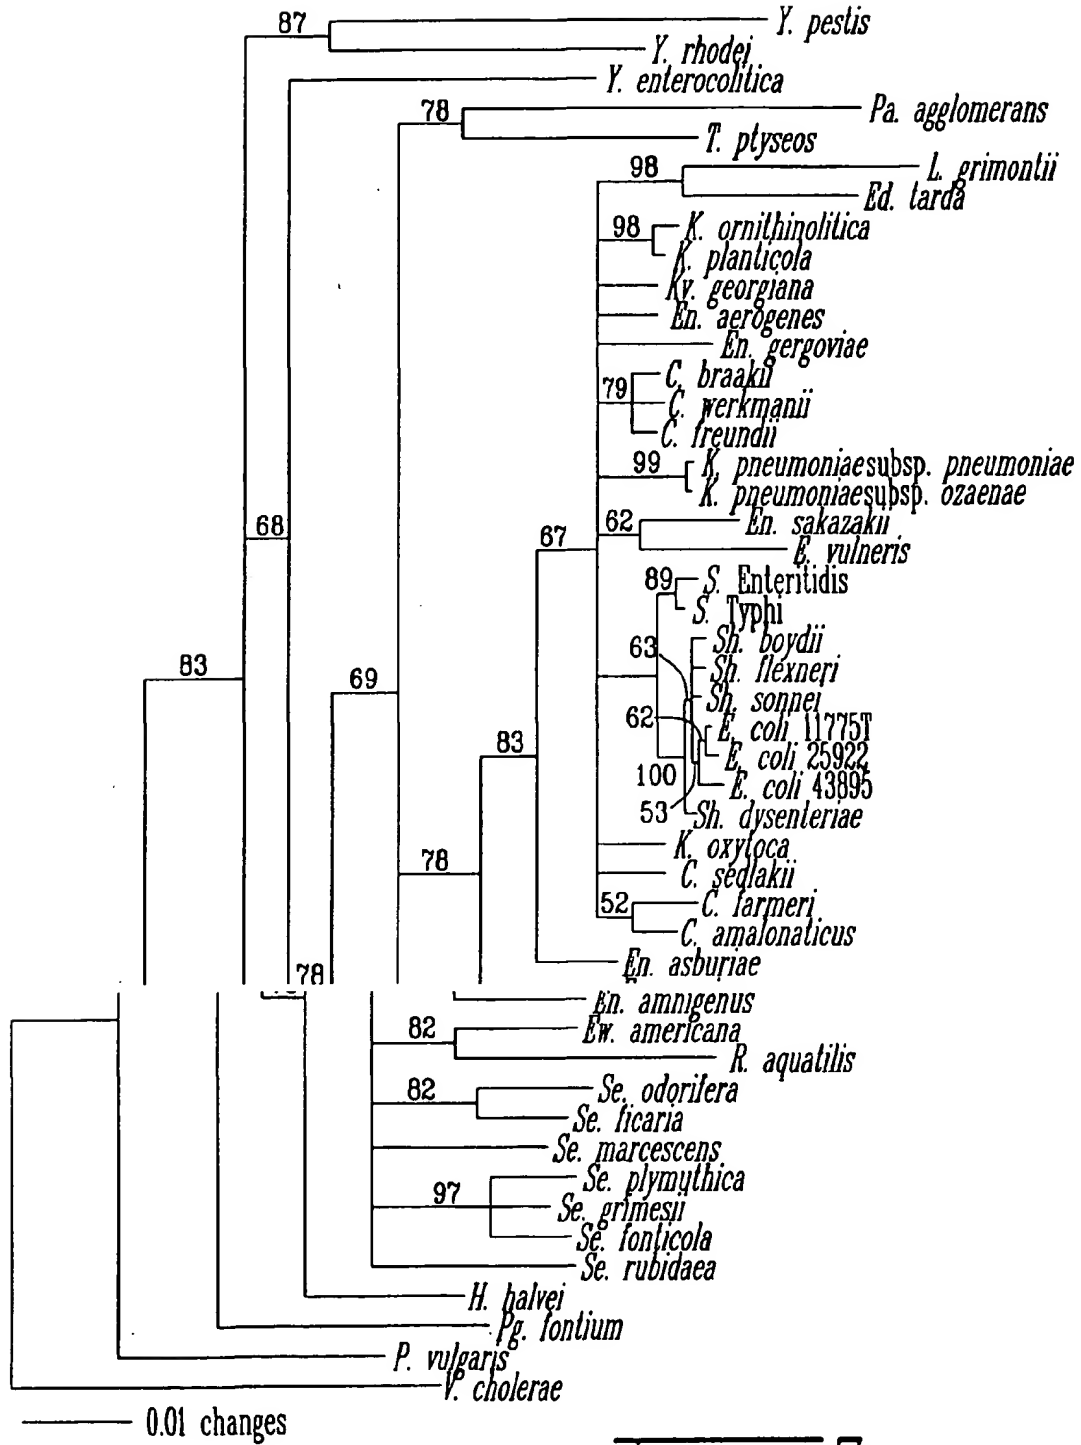 87
Y. pestis
Y. rhodei
Y. enterocolitica
78
Pa. agglomerans
T. ptyseos
98
L. grimontii
Ed. tarda
98
K. ornithinolitica
K. planticola
Kv. georgiana
En. aerogenes
En. gergoviae
79
C. braakii
C. werkmanii
C. freundii
99
K. pneumoniae subsp. pneumoniae
K. pneumoniae subsp. ozaenae
68
62
En. sakazakii
67
E. vulneris
89
S. Enteritidis
S. Typhi
63
Sh. boydii
83
69
Sh. flexneri
Sh. sonnei
62
E. coli 11775T
83
E. coli 25922
100
E. coli 43895
53
Sh. dysenteriae
78
K. oxytoca
C. sedlakii
52
C. farmeri
C. amalonaticus
En. asburiae
78
En. amnigenus
82
Ew. americana
R. aquatilis
82
Se. odorifera
Se. ficaria
Se. marcescens
97
Se. plymuthica
Se. grimesii
Se. fonticola
Se. rubidaea
H. halvei
Pg. fontium
P. vulgaris
V. cholerae
0.01 changes